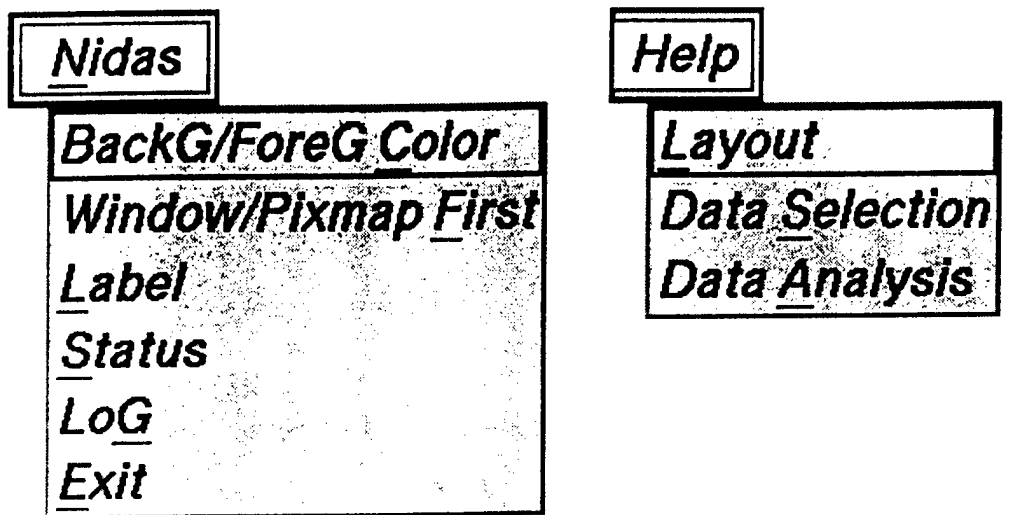 Nidas
BackG/ForeG Color
Window/Pixmap First
Label
Status
LoG
Exit
Help
Layout
Data Selection
Data Analysis